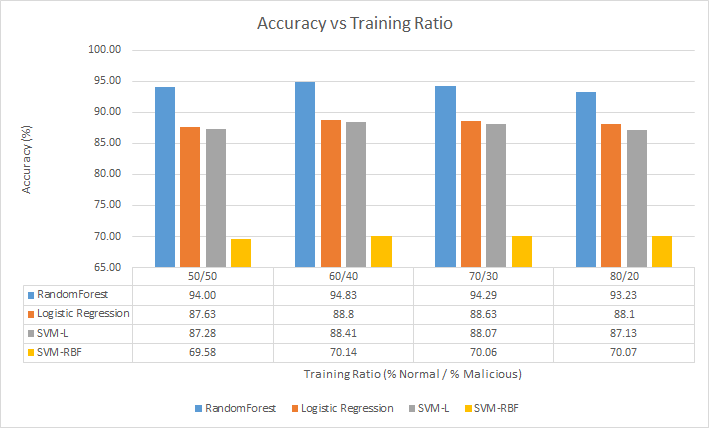 Accuracy vs Training Ratio
100.00
95.00
90.00
85.00
80.00
75.00
70.00
65.00
Accuracy (%)
50/50 60/40 70/30 80/20
RandomForest 94.00 94.83 94.29 93.23
Logistic Regression 87.63 88.8 88.63 88.1
SVM-L 87.28 88.41 88.07 87.13
SVM-RBF 69.58 70.14 70.06 70.07
Training Ratio (% Normal / % Malicious)
RandomForest Logistic Regression SVM-L SVM-RBF